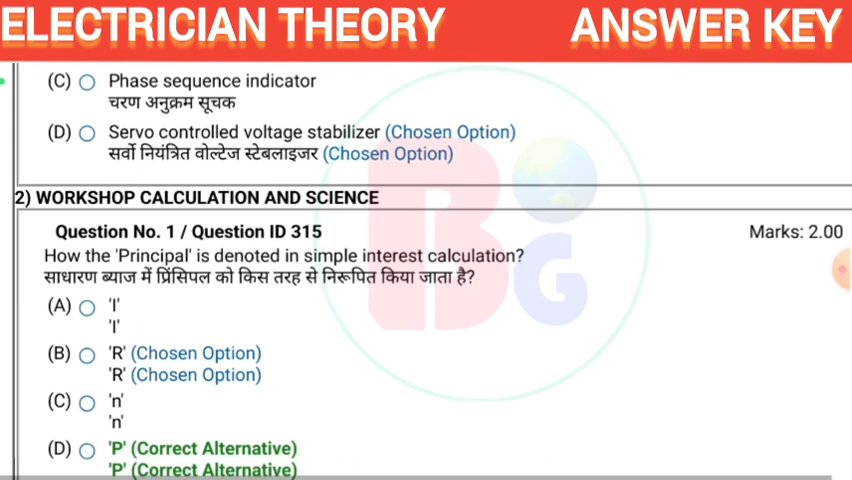 ELECTRICIAN THEORY ANSWER KEY
(C) Phase sequence indicator
चरण अनुक्रम सूचक
(D) Servo controlled voltage stabilizer (Chosen Option)
सर्वो नियंत्रित वोल्टेज स्टेबलाइजर (Chosen Option)
2) WORKSHOP CALCULATION AND SCIENCE
Question No. 1 / Question ID 315 Marks: 2.00
How the 'Principal' is denoted in simple interest calculation?
साधारण ब्याज में प्रिंसिपल को किस तरह से निरूपित किया जाता है?
(A) 'I'
'I'
(B) 'R' (Chosen Option)
'R' (Chosen Option)
(C) 'n'
'n'
(D) 'P' (Correct Alternative)
'P' (Correct Alternative)
BIG